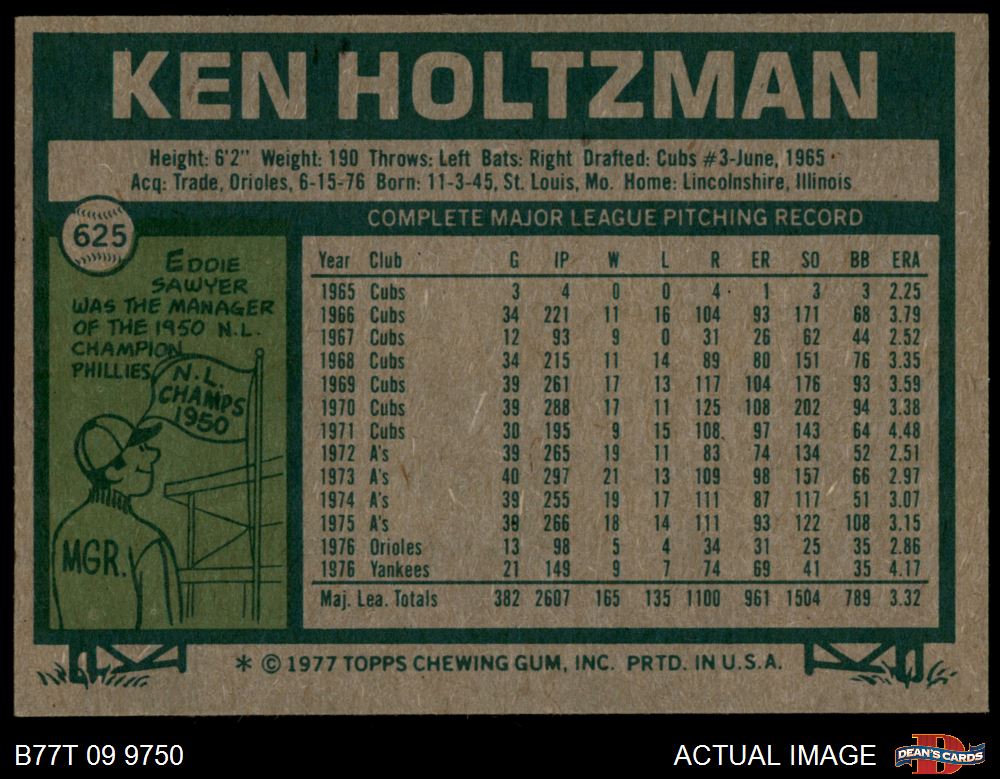 KEN HOLTZMAN
Height: 6'2" Weight: 190 Throws: Left Bats: Right Drafted: Cubs #3-June, 1965
Acq: Trade, Orioles, 6-15-76 Born: 11-3-45, St. Louis, Mo. Home: Lincolnshire, Illinois
625
EDDIE
SAWYER
WAS THE MANAGER
OF THE 1950 N.L.
CHAMPION
PHILLIES
N.L.
CHAMPS
1950
MGR.
COMPLETE MAJOR LEAGUE PITCHING RECORD
Year Club G IP W L R ER SO BB ERA
1965 Cubs 3 4 0 0 4 1 3 3 2.25
1966 Cubs 34 221 11 16 104 93 171 68 3.79
1967 Cubs 12 93 9 0 31 26 62 44 2.52
1968 Cubs 34 215 11 14 89 80 151 76 3.35
1969 Cubs 39 261 17 13 117 104 176 93 3.59
1970 Cubs 39 288 17 11 125 108 202 94 3.38
1971 Cubs 30 195 9 15 108 97 143 64 4.48
1972 A's 39 265 19 11 83 74 134 52 2.51
1973 A's 40 297 21 13 109 98 157 66 2.97
1974 A's 39 255 19 17 111 87 117 51 3.07
1975 A's 39 266 18 14 111 93 122 108 3.15
1976 Orioles 13 98 5 4 34 31 25 35 2.86
1976 Yankees 21 149 9 7 74 69 41 35 4.17
Maj. Lea. Totals 382 2607 165 135 1100 961 1504 789 3.32
* © 1977 TOPPS CHEWING GUM, INC. PRTD. IN U.S.A.
B77T 09 9750
ACTUAL IMAGE
D
DEAN'S CARDS